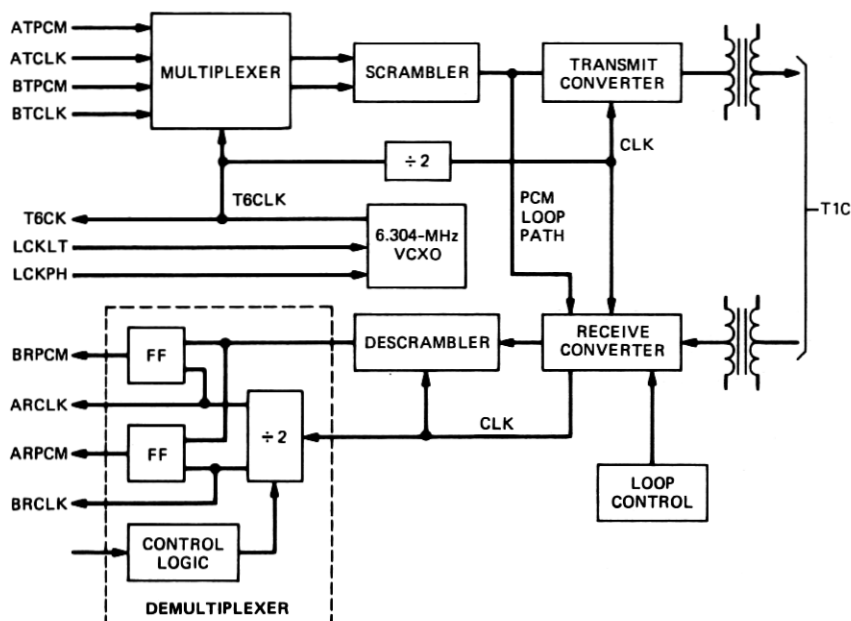 ATPCM
ATCLK
BTPCM
BTCLK
MULTIPLEXER
SCRAMBLER
TRANSMIT
CONVERTER
÷2
CLK
T6CLK
PCM
LOOP
PATH
T1C
T6CK
LCKLT
LCKPH
6.304-MHz
VCXO
BRPCM
FF
DESCRAMBLER
RECEIVE
CONVERTER
ARCLK
ARPCM
FF
÷2
CLK
BRCLK
LOOP
CONTROL
CONTROL
LOGIC
DEMULTIPLEXER